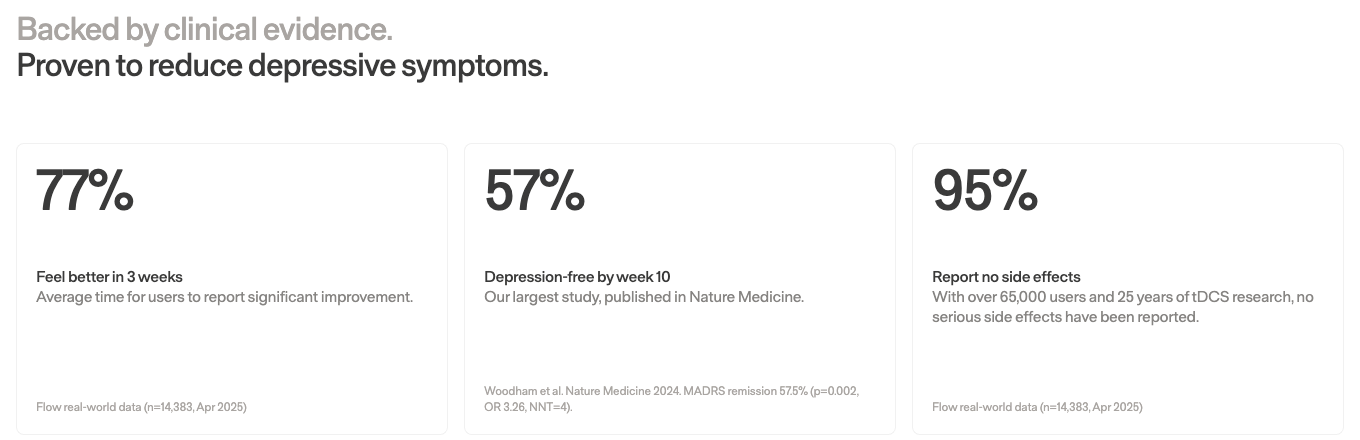 Backed by clinical evidence.
Proven to reduce depressive symptoms.
77%
Feel better in 3 weeks
Average time for users to report significant improvement.
Flow real-world data (n=14,383, Apr 2025)
57%
Depression-free by week 10
Our largest study, published in Nature Medicine.
Woodham et al. Nature Medicine 2024. MADRS remission 57.5% (p=0.002,
OR 3.26, NNT=4).
95%
Report no side effects
With over 65,000 users and 25 years of tDCS research, no
serious side effects have been reported.
Flow real-world data (n=14,383, Apr 2025)